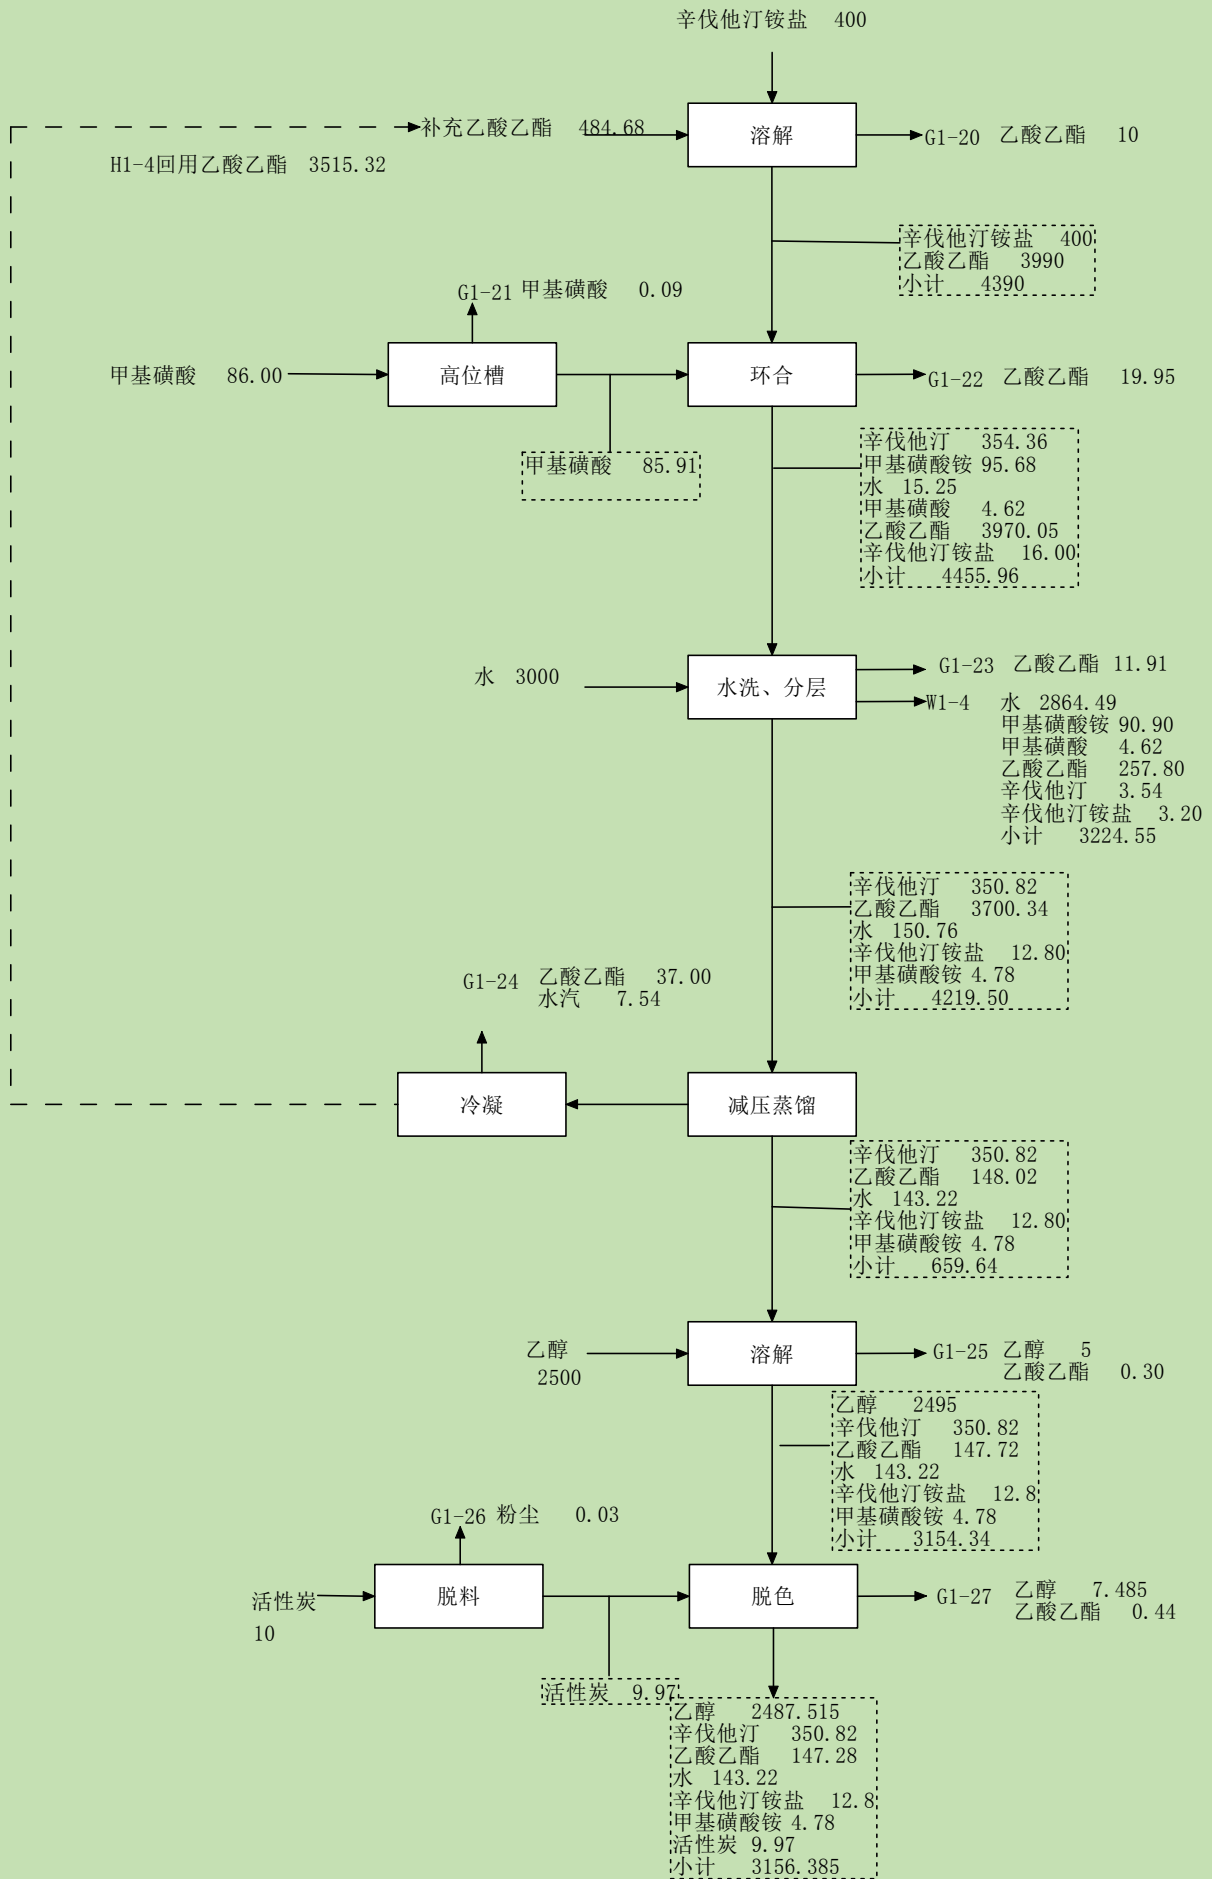 辛伐他汀铵盐 400
补充乙酸乙酯 484.68
溶解
G1-20 乙酸乙酯 10
H1-4回用乙酸乙酯 3515.32
辛伐他汀铵盐 400
乙酸乙酯 3990
小计 4390
G1-21 甲基磺酸 0.09
甲基磺酸 86.00
高位槽
环合
G1-22 乙酸乙酯 19.95
甲基磺酸 85.91
辛伐他汀 354.36
甲基磺酸铵 95.68
水 15.25
甲基磺酸 4.62
乙酸乙酯 3970.05
辛伐他汀铵盐 16.00
小计 4455.96
水 3000
水洗、分层
G1-23 乙酸乙酯 11.91
W1-4 水 2864.49
甲基磺酸铵 90.90
甲基磺酸 4.62
乙酸乙酯 257.80
辛伐他汀 3.54
辛伐他汀铵盐 3.20
小计 3224.55
辛伐他汀 350.82
乙酸乙酯 3700.34
水 150.76
辛伐他汀铵盐 12.80
甲基磺酸铵 4.78
小计 4219.50
G1-24 乙酸乙酯 37.00
水汽 7.54
冷凝
减压蒸馏
辛伐他汀 350.82
乙酸乙酯 148.02
水 143.22
辛伐他汀铵盐 12.80
甲基磺酸铵 4.78
小计 659.64
乙醇
2500
溶解
G1-25 乙醇 5
乙酸乙酯 0.30
乙醇 2495
辛伐他汀 350.82
乙酸乙酯 147.72
水 143.22
辛伐他汀铵盐 12.8
甲基磺酸铵 4.78
小计 3154.34
G1-26 粉尘 0.03
活性炭
10
脱料
脱色
G1-27 乙醇 7.485
乙酸乙酯 0.44
活性炭 9.97
乙醇 2487.515
辛伐他汀 350.82
乙酸乙酯 147.28
水 143.22
辛伐他汀铵盐 12.8
甲基磺酸铵 4.78
活性炭 9.97
小计 3156.385